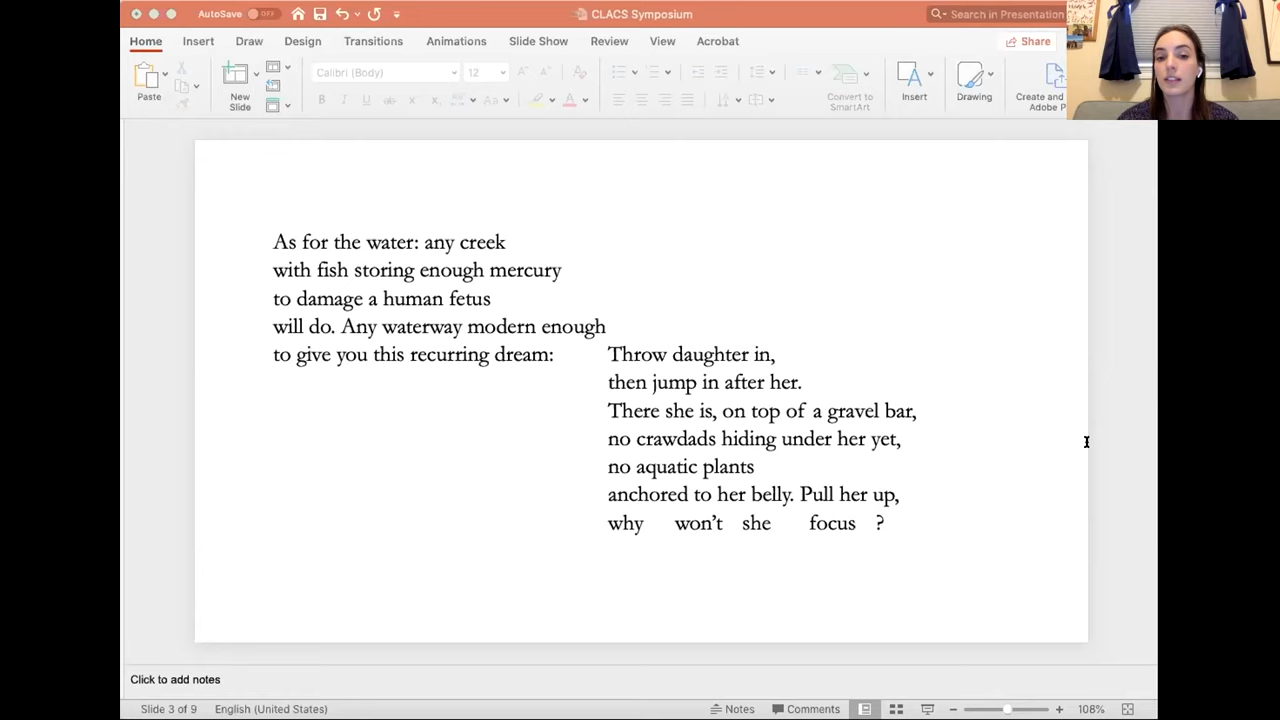 AutoSave OFF
CLACS Symposium
Search in Presentation
Home Insert Draw Design Transitions Animations Slide Show Review View Acrobat Share
Calibri (Body) 12
Paste
New
Slide
Convert to
SmartArt
Insert
Drawing
Create and
Adobe P
As for the water: any creek
with fish storing enough mercury
to damage a human fetus
will do. Any waterway modern enough
to give you this recurring dream: Throw daughter in,
then jump in after her.
There she is, on top of a gravel bar,
no crawdads hiding under her yet,
no aquatic plants
anchored to her belly. Pull her up,
why won't she focus ?
Click to add notes
Slide 3 of 9 English (United States) Notes Comments 108%